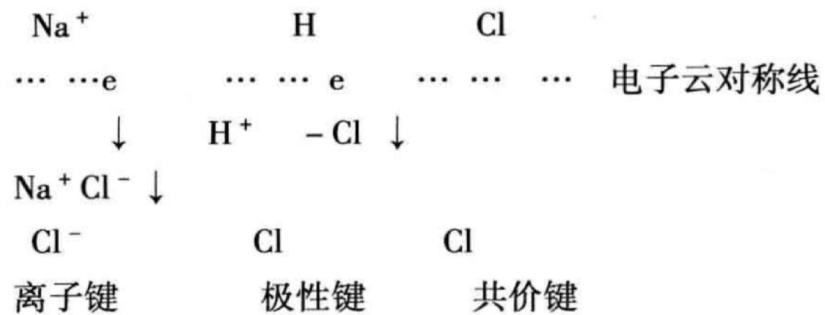 Na⁺ H Cl
… …e … … e … … … 电子云对称线
↓ H⁺ －Cl ↓
Na⁺Cl⁻ ↓
Cl⁻ Cl Cl
离子键 极性键 共价键